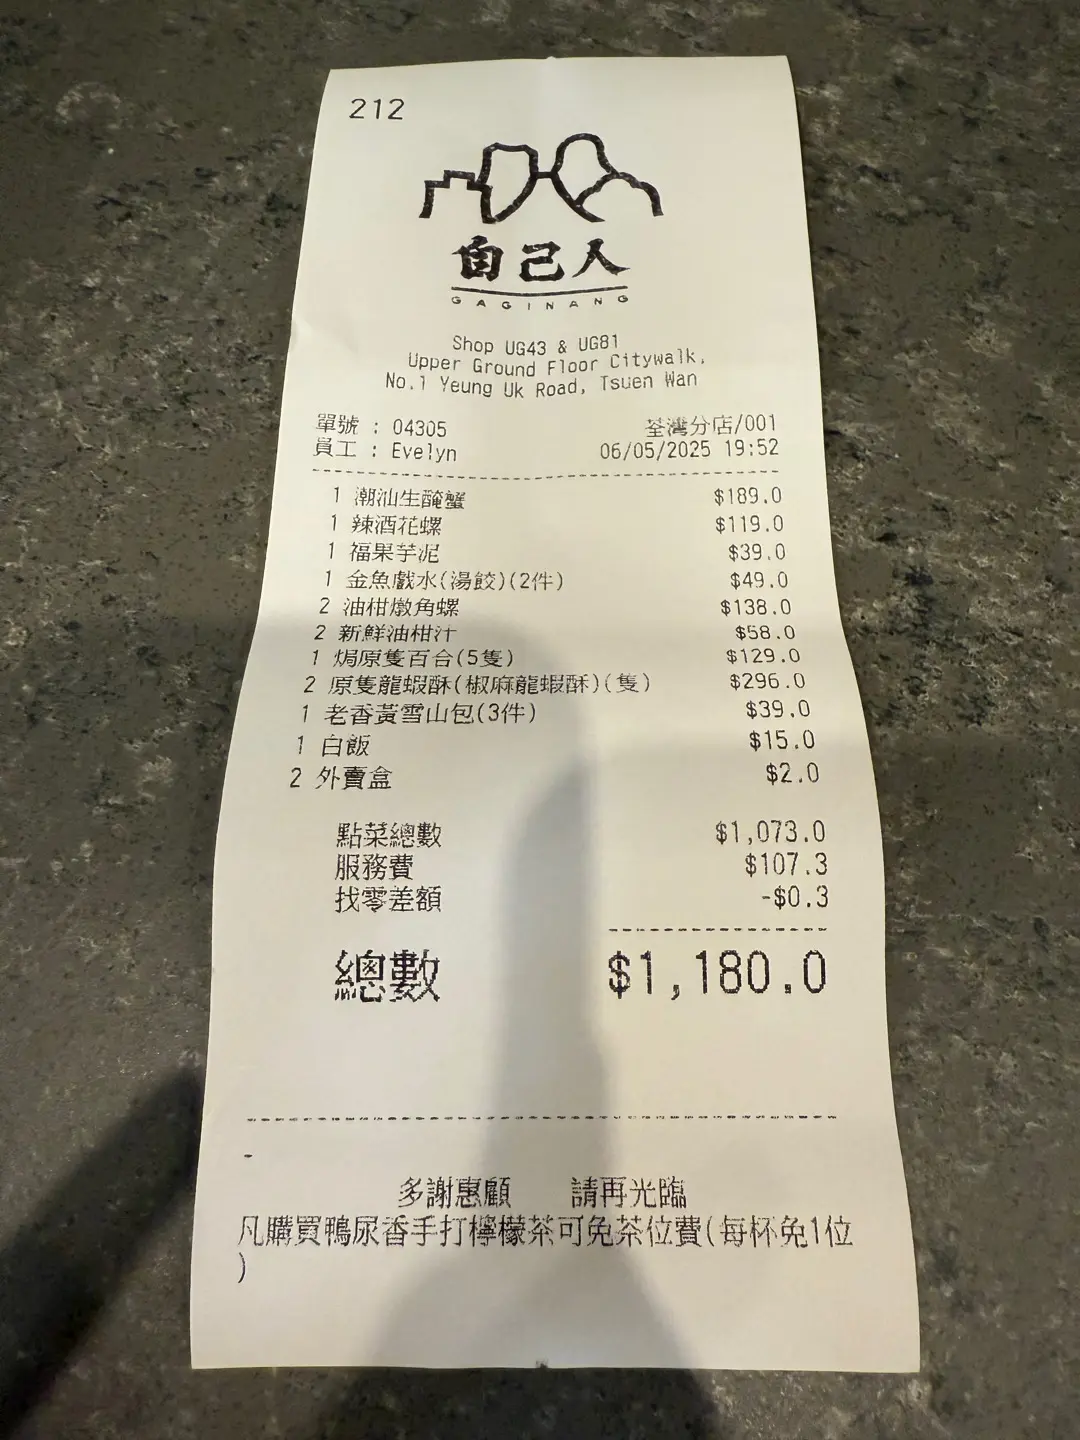 212
自己人
GAGINANG
Shop UG43 & UG81
Upper Ground Floor Citywalk,
No.1 Yeung Uk Road, Tsuen Wan
單號 : 04305 荃灣分店/001
員工 : Evelyn 06/05/2025 19:52
1 潮汕生醃蟹 $189.0
1 辣酒花螺 $119.0
1 福果芋泥 $39.0
1 金魚戲水(湯餃)(2件) $49.0
2 油柑燉角螺 $138.0
2 新鮮油柑汁 $58.0
1 焗原隻百合(5隻) $129.0
2 原隻龍蝦酥(椒麻龍蝦酥)(隻) $296.0
1 老香黃雪山包(3件) $39.0
1 白飯 $15.0
2 外賣盒 $2.0
點菜總數 $1,073.0
服務費 $107.3
找零差額 -$0.3
總數 $1,180.0
-
多謝惠顧 請再光臨
凡購買鴨尿香手打檸檬茶可免茶位費(每杯免1位
)